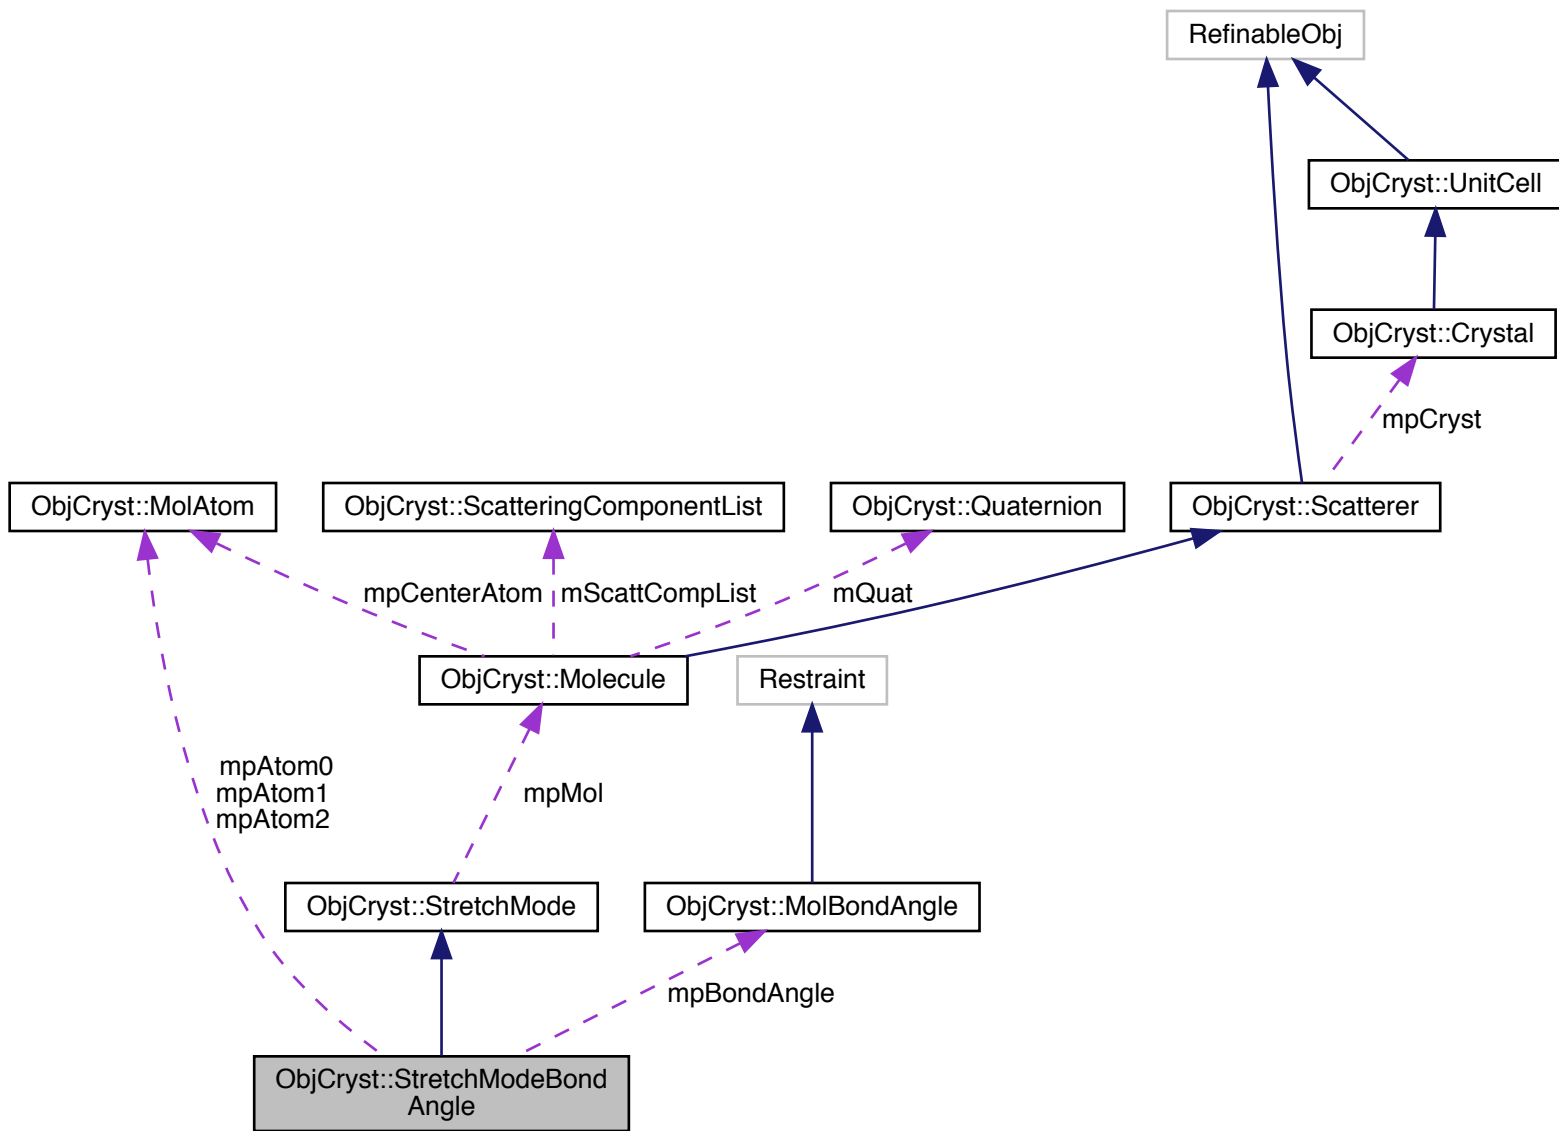 RefinableObj
ObjCryst::UnitCell
ObjCryst::Crystal
mpCryst
ObjCryst::MolAtom
ObjCryst::ScatteringComponentList
ObjCryst::Quaternion
ObjCryst::Scatterer
mpCenterAtom
mScattCompList
mQuat
ObjCryst::Molecule
Restraint
mpAtom0
mpAtom1
mpAtom2
mpMol
ObjCryst::StretchMode
ObjCryst::MolBondAngle
mpBondAngle
ObjCryst::StretchModeBond
Angle